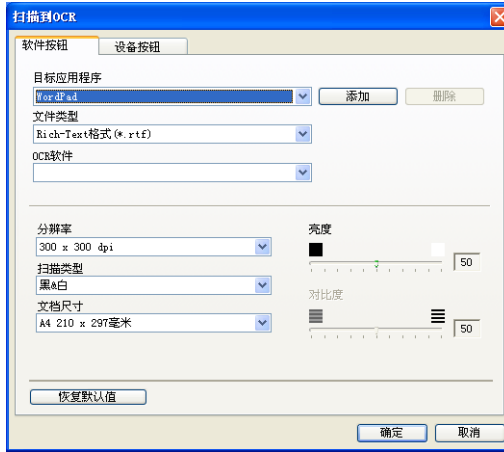 扫描到OCR
软件按钮 设备按钮
目标应用程序
WordPad 添加 删除
文件类型
Rich-Text格式(*.rtf)
OCR软件
分辨率 亮度
300 x 300 dpi
50
扫描类型
黑&白
对比度
文档尺寸
A4 210 x 297毫米
50
恢复默认值
确定 取消